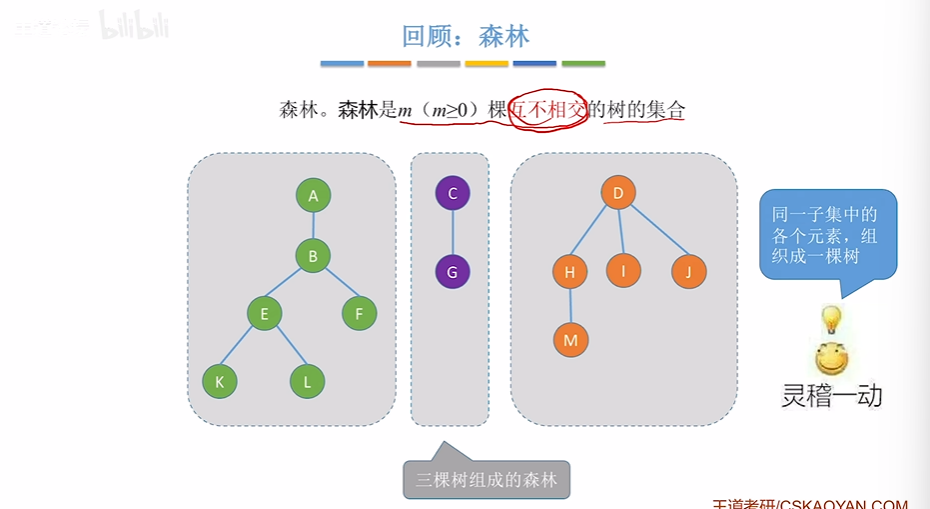 bilibili
回顾：森林
森林。森林是m（m≥0）棵互不相交的树的集合
A
C
D
B
G
H
I
J
E
F
M
K
L
同一子集中的
各个元素，组
织成一棵树
灵稽一动
三棵树组成的森林
王道考研/CSKAOYAN.COM